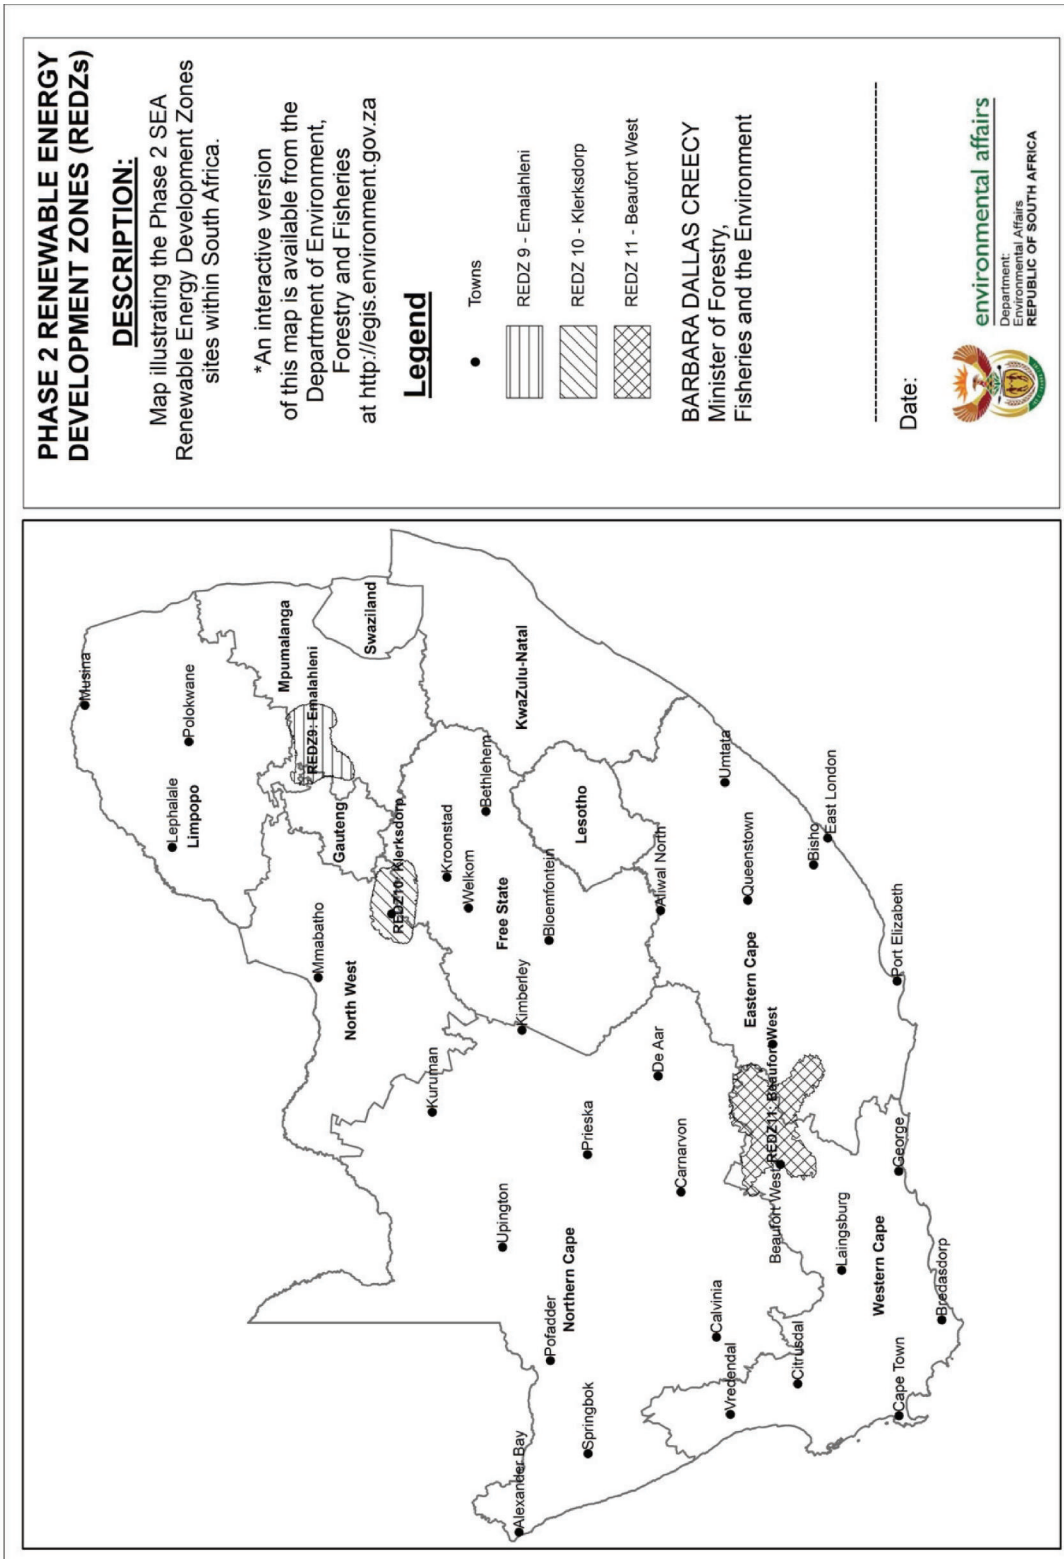 PHASE 2 RENEWABLE ENERGY
DEVELOPMENT ZONES (REDZs)
DESCRIPTION:
Map illustrating the Phase 2 SEA
Renewable Energy Development Zones
sites within South Africa.
*An interactive version
of this map is available from the
Department of Environment,
Forestry and Fisheries
at http://egis.environment.gov.za
Legend
Towns
REDZ 9 - Emalahleni
REDZ 10 - Klerksdorp
REDZ 11 - Beaufort West
BARBARA DALLAS CREECY
Minister of Forestry,
Fisheries and the Environment
Date:
environmental affairs
Department:
Environmental Affairs
REPUBLIC OF SOUTH AFRICA
Musina
Polokwane
Lephalale
Limpopo
Mpumalanga
REDZ9: Emalahleni
Swaziland
Gauteng
Mmabatho
North West
REDZ10: Klerksdorp
Kuruman
Kroonstad
Welkom
Bethlehem
Free State
KwaZulu-Natal
Kimberley
Bloemfontein
Lesotho
Upington
Alexander Bay
Pofadder
Northern Cape
Springbok
Prieska
De Aar
Aliwal North
Carnarvon
Umtata
Calvinia
Vredendal
Queenstown
Eastern Cape
REDZ11: Beaufort West
Beaufort West
Citrusdal
Bisho
East London
Laingsburg
Western Cape
Port Elizabeth
George
Cape Town
Bredasdorp